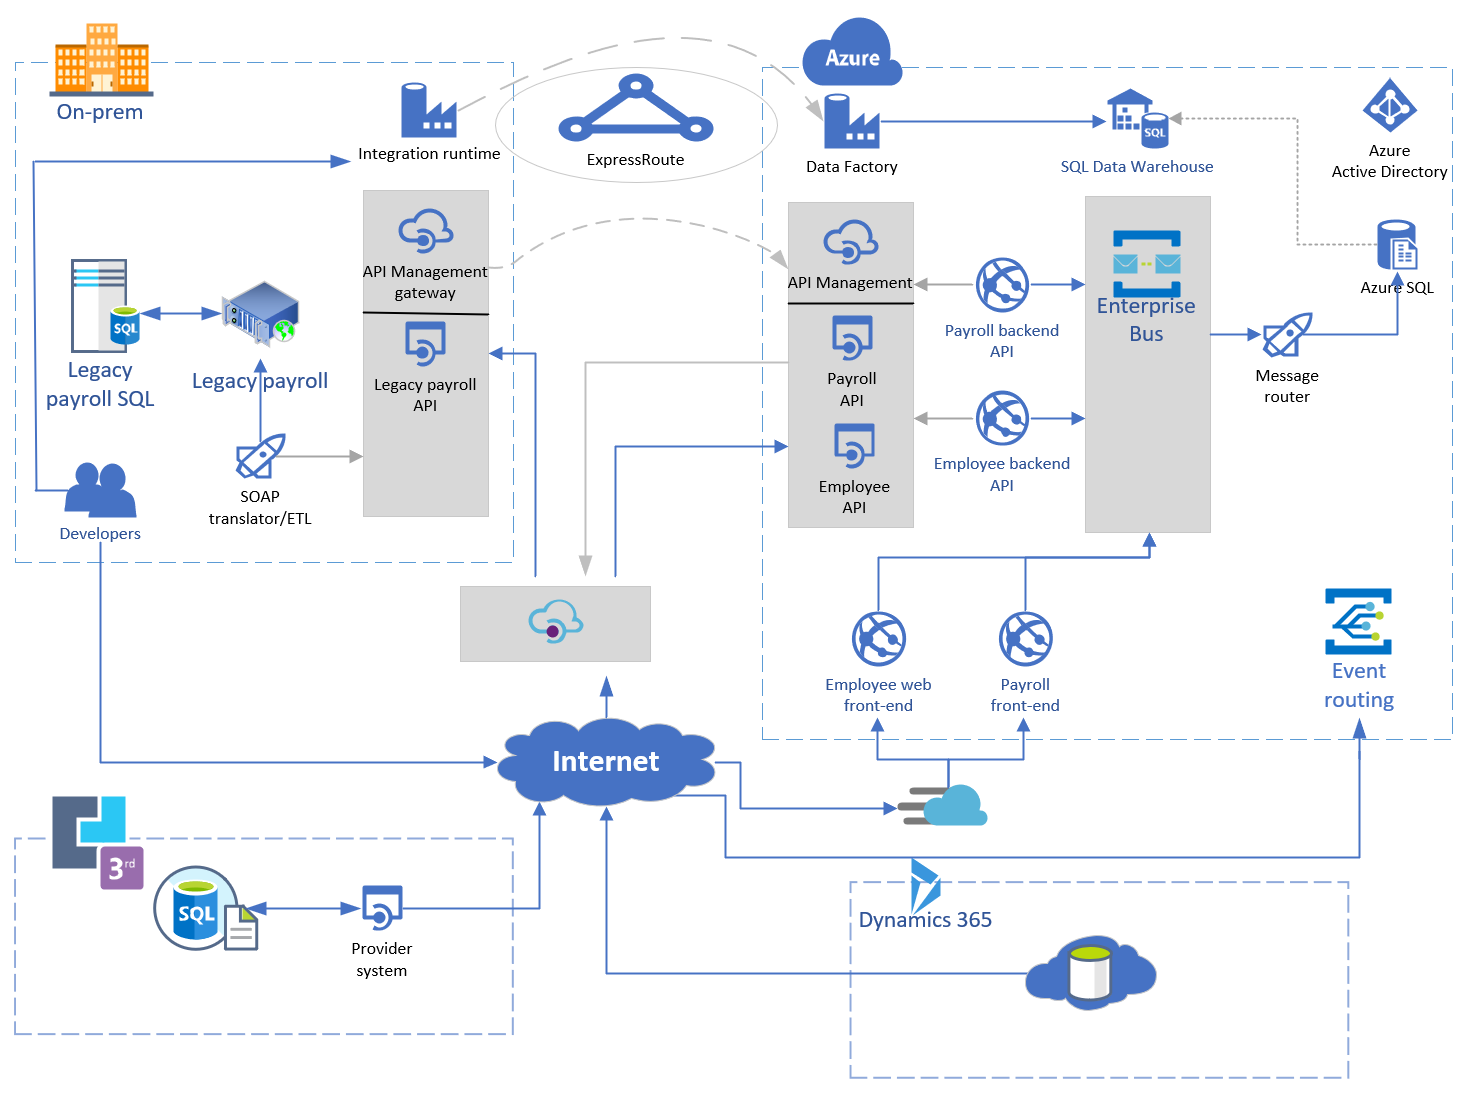 On-prem
Integration runtime
ExpressRoute
Azure
Data Factory
SQL
SQL Data Warehouse
Azure
Active Directory
API Management
gateway
Legacy payroll
API
SQL
Legacy
payroll SQL
Legacy payroll
SOAP
translator/ETL
Developers
API Management
Payroll
API
Employee
API
Payroll backend
API
Employee backend
API
Enterprise
Bus
Message
router
Azure SQL
Employee web
front-end
Payroll
front-end
Event
routing
Internet
3rd
SQL
Provider
system
Dynamics 365